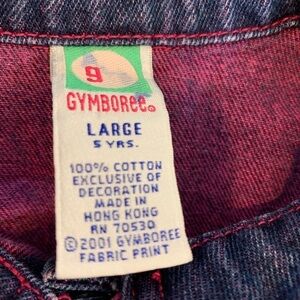 g
GYMBORee®
LARGE
5 YRS.
100% COTTON
EXCLUSIVE OF
DECORATION
MADE IN
HONG KONG
RN 70530
©2001 GYMBOREE
FABRIC PRINT